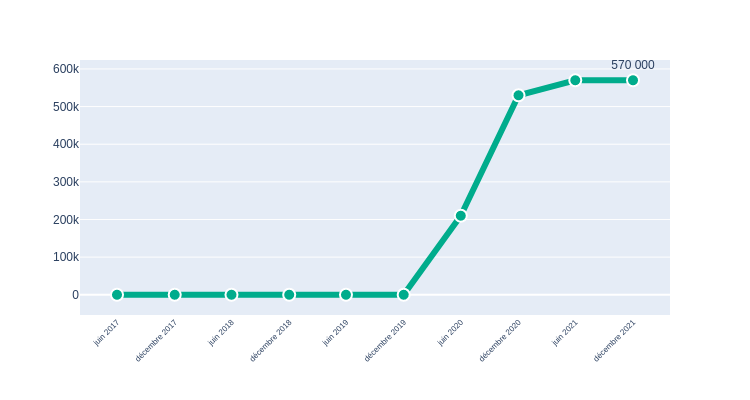 570 000
600k
500k
400k
300k
200k
100k
0
juin 2017
décembre 2017
juin 2018
décembre 2018
juin 2019
décembre 2019
juin 2020
décembre 2020
juin 2021
décembre 2021